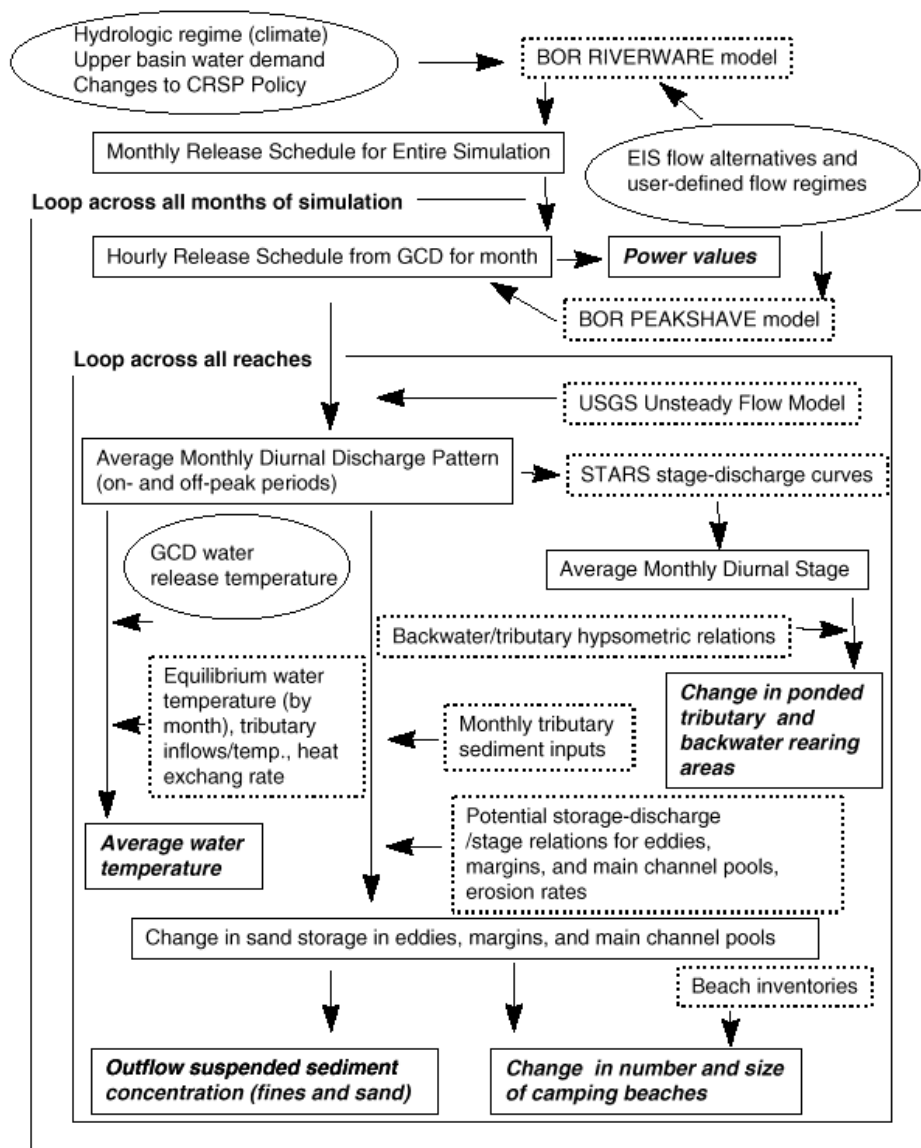 Hydrologic regime (climate)
Upper basin water demand
Changes to CRSP Policy
BOR RIVERWARE model
Monthly Release Schedule for Entire Simulation
EIS flow alternatives and
user-defined flow regimes
Loop across all months of simulation
Hourly Release Schedule from GCD for month
Power values
BOR PEAKSHAVE model
Loop across all reaches
USGS Unsteady Flow Model
Average Monthly Diurnal Discharge Pattern
(on- and off-peak periods)
STARS stage-discharge curves
GCD water
release temperature
Average Monthly Diurnal Stage
Backwater/tributary hypsometric relations
Equilibrium water
temperature (by
month), tributary
inflows/temp., heat
exchang rate
Monthly tributary
sediment inputs
Change in ponded
tributary and
backwater rearing
areas
Potential storage-discharge
/stage relations for eddies,
margins, and main channel pools,
erosion rates
Average water
temperature
Change in sand storage in eddies, margins, and main channel pools
Beach inventories
Outflow suspended sediment
concentration (fines and sand)
Change in number and size
of camping beaches